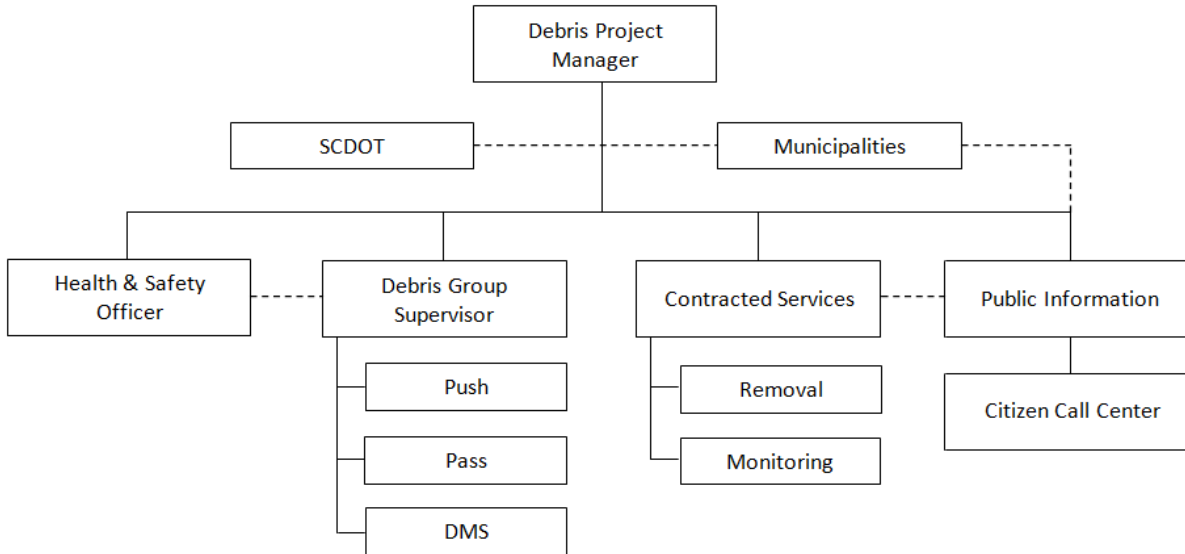 Debris Project
Manager
SCDOT
Municipalities
Health & Safety
Officer
Debris Group
Supervisor
Contracted Services
Public Information
Push
Removal
Citizen Call Center
Pass
Monitoring
DMS